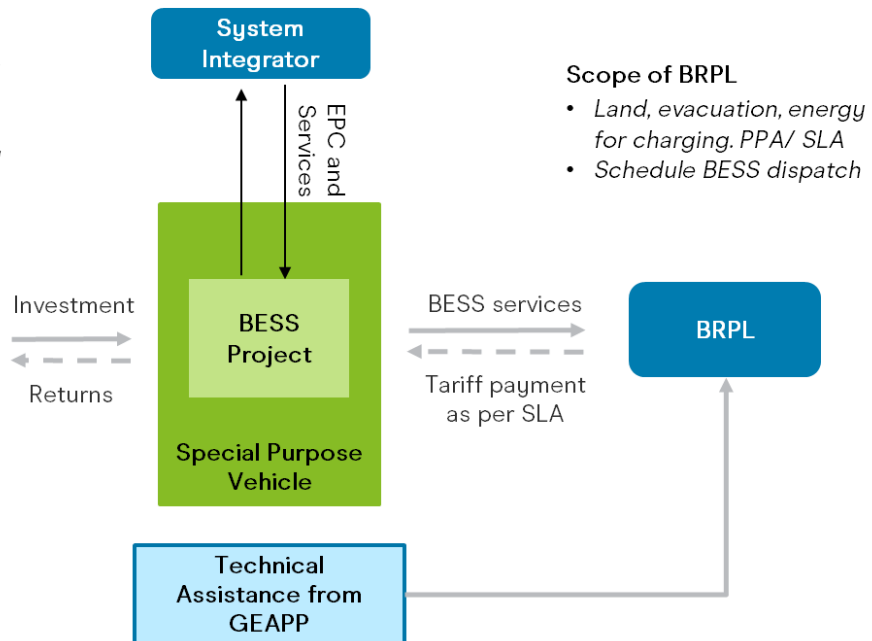 System
Integrator
EPC and
Services
Scope of BRPL
• Land, evacuation, energy
for charging. PPA/ SLA
• Schedule BESS dispatch
Investment
Returns
BESS
Project
Special Purpose
Vehicle
BESS services
Tariff payment
as per SLA
BRPL
Technical
Assistance from
GEAPP